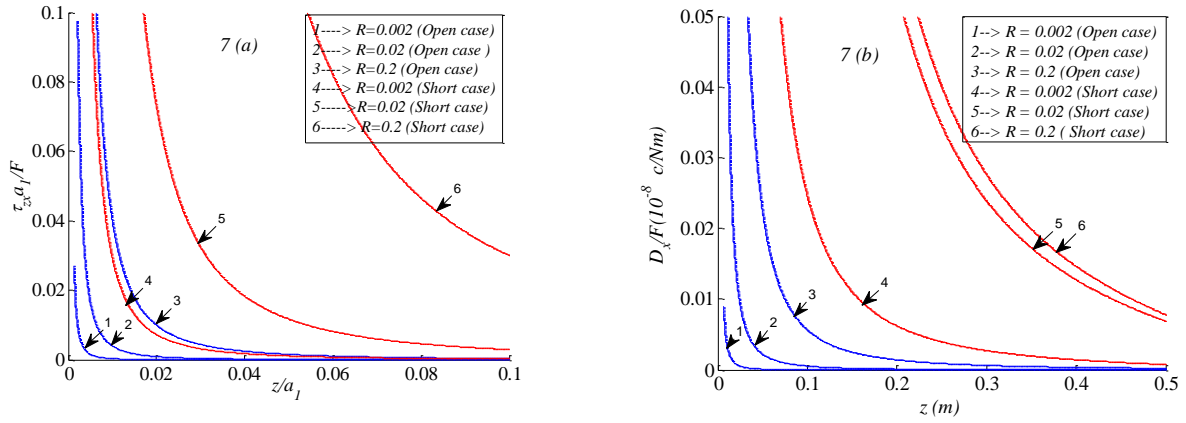 7 (a)
1----> R=0.002 (Open case)
2----> R=0.02 (Open case )
3----> R=0.2 (Open case)
4-----> R=0.002 (Short case)
5------>R=0.02 (Short case)
6-----> R=0.2 (Short case)
0.1
0.08
0.06
0.04
0.02
0
τzxa1/F
1
2
3
4
5
6
0
0.02
0.04
0.06
0.08
0.1
z/a1
7 (b)
1--> R = 0.002 (Open case)
2--> R = 0.02 (Open case)
3--> R = 0.2 (Open case)
4--> R = 0.002 (Short case)
5--> R = 0.02 (Short case)
6--> R = 0.2 ( Short case)
0.05
0.04
0.03
0.02
0.01
0
Dx/F(10-8 c/Nm)
1
2
3
4
5
6
0
0.1
0.2
0.3
0.4
0.5
z (m)